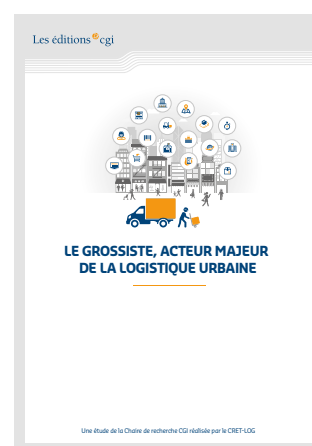 Les éditions cgi
LE GROSSISTE, ACTEUR MAJEUR
DE LA LOGISTIQUE URBAINE
Une étude de la Chaire de recherche CGI réalisée par le CRET-LOG